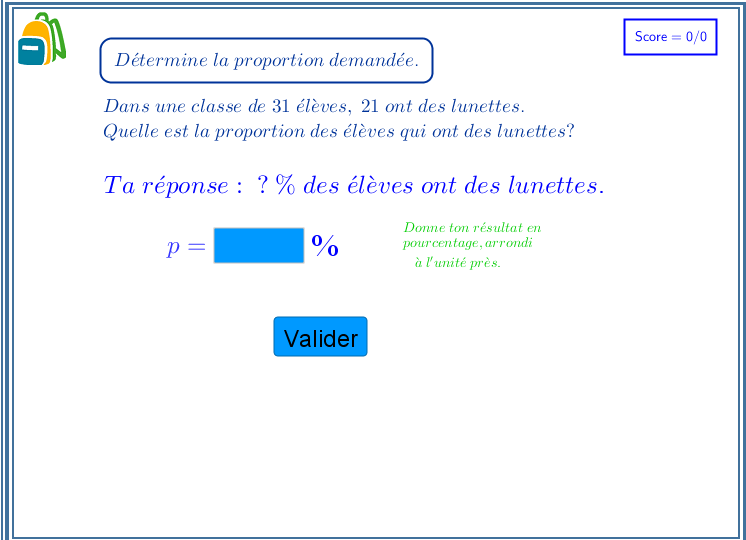 Score = 0/0
Détermine la proportion demandée.
Dans une classe de 31 élèves, 21 ont des lunettes.
Quelle est la proportion des élèves qui ont des lunettes?
Ta réponse : ? % des élèves ont des lunettes.
p = %
Donne ton résultat en
pourcentage, arrondi
à l'unité près.
Valider